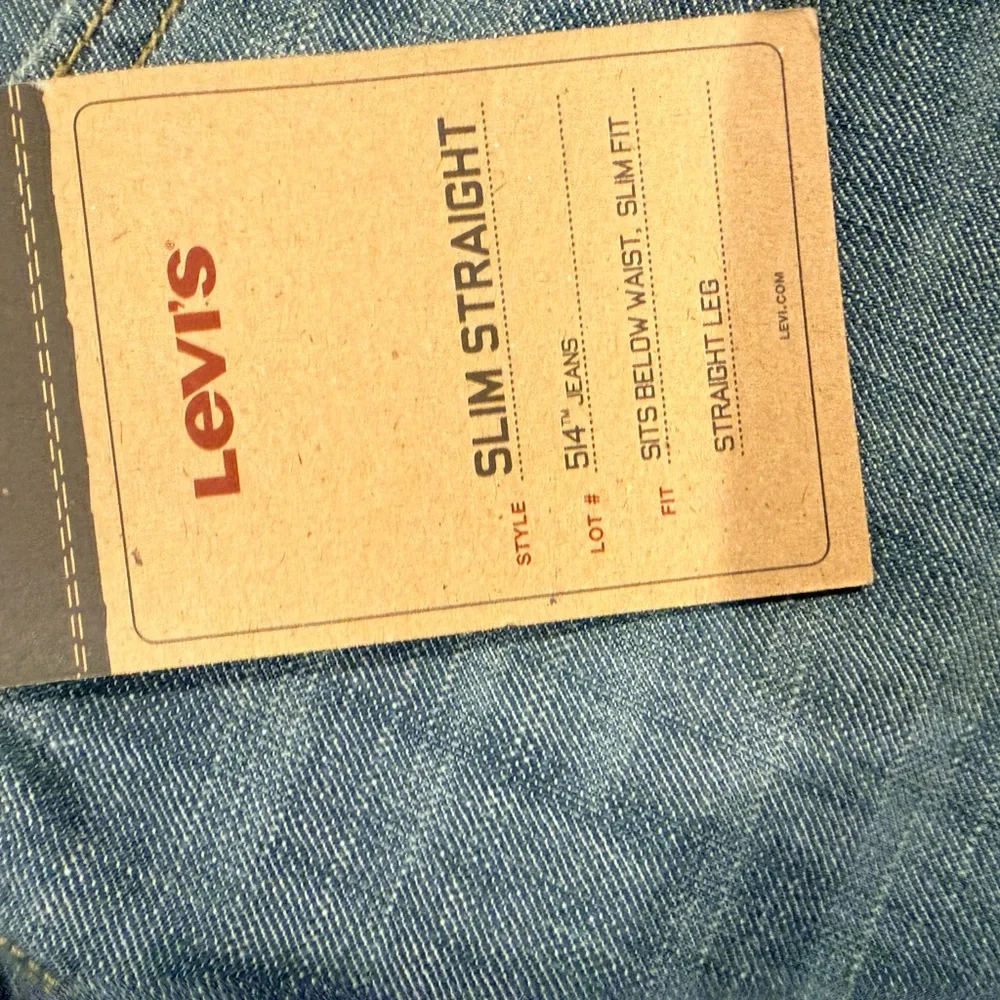 LEVI'S®
STYLE SLIM STRAIGHT
LOT # 514™ JEANS
FIT SITS BELOW WAIST, SLIM FIT
STRAIGHT LEG
LEVI.COM